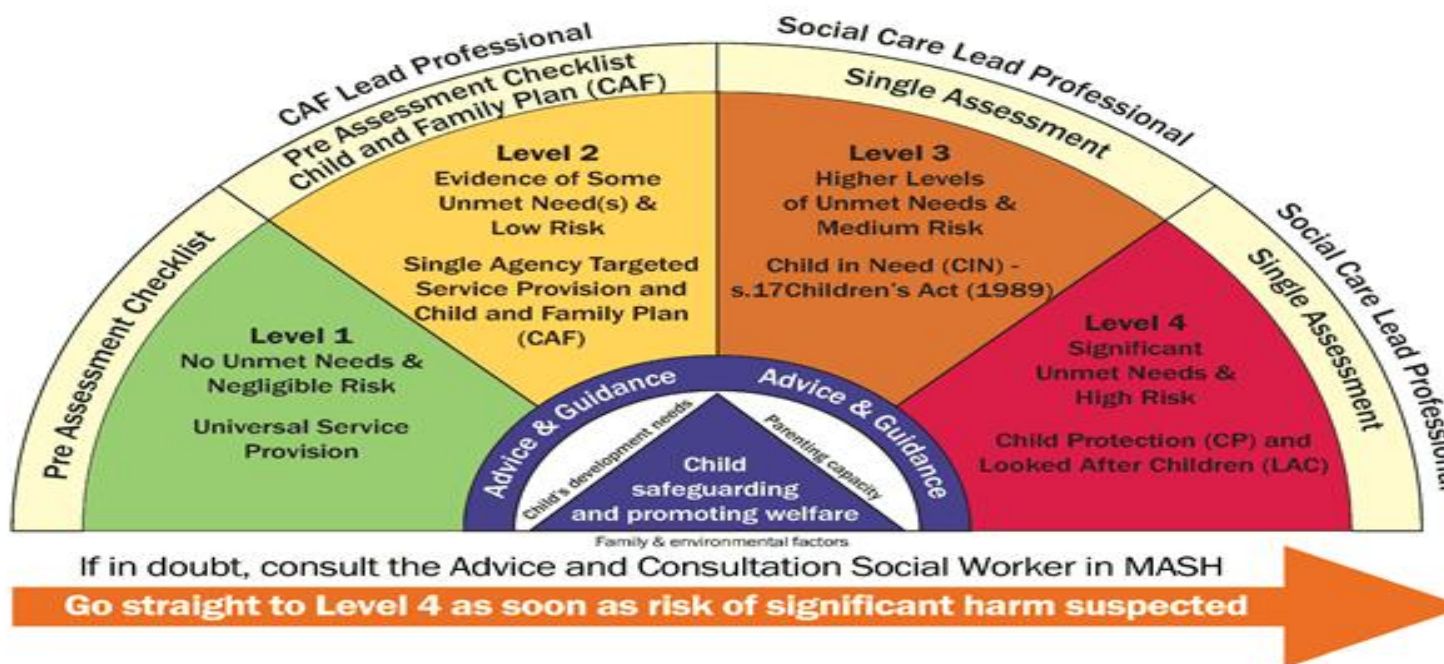 CAF Lead Professional
Social Care Lead Professional
Social Care Lead Professional
Pre Assessment Checklist
Pre Assessment Checklist
Child and Family Plan (CAF)
Single Assessment
Single Assessment
Level 1
No Unmet Needs &
Negligible Risk
Universal Service
Provision
Level 2
Evidence of Some
Unmet Need(s) &
Low Risk
Single Agency Targeted
Service Provision and
Child and Family Plan
(CAF)
Level 3
Higher Levels
of Unmet Needs &
Medium Risk
Child in Need (CIN) -
s.17Children's Act (1989)
Level 4
Significant
Unmet Needs &
High Risk
Child Protection (CP) and
Looked After Children (LAC)
Advice & Guidance
Advice & Guidance
Child's development needs
Parenting capacity
Child
safeguarding
and promoting welfare
Family & environmental factors
If in doubt, consult the Advice and Consultation Social Worker in MASH
Go straight to Level 4 as soon as risk of significant harm suspected